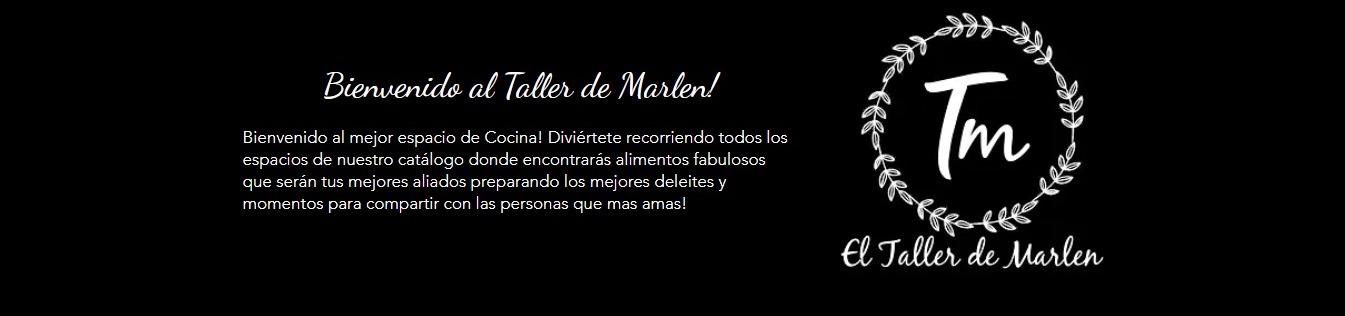 Bienvenido al Taller de Marlen!
Bienvenido al mejor espacio de Cocina! Diviértete recorriendo todos los
espacios de nuestro catálogo donde encontrarás alimentos fabulosos
que serán tus mejores aliados preparando los mejores deleites y
momentos para compartir con las personas que mas amas!
Tm
El Taller de Marlen